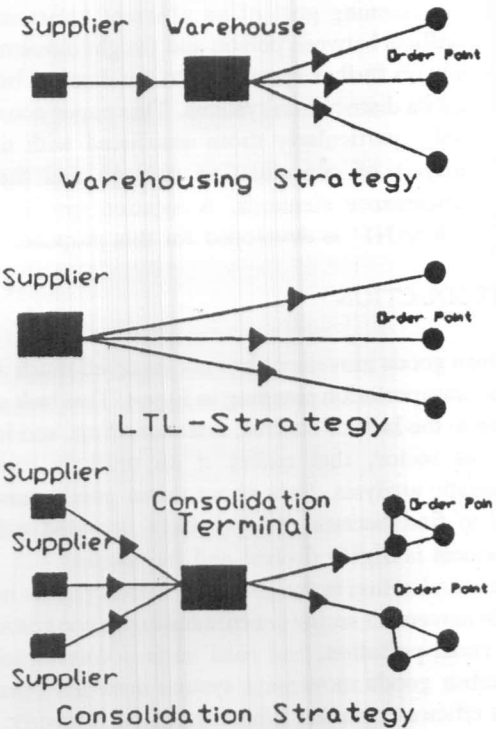 Supplier Warehouse
Order Point
Warehousing Strategy
Supplier
Order Point
LTL-Strategy
Supplier
Consolidation
Terminal
Order Point
Supplier
Order Point
Supplier
Consolidation Strategy